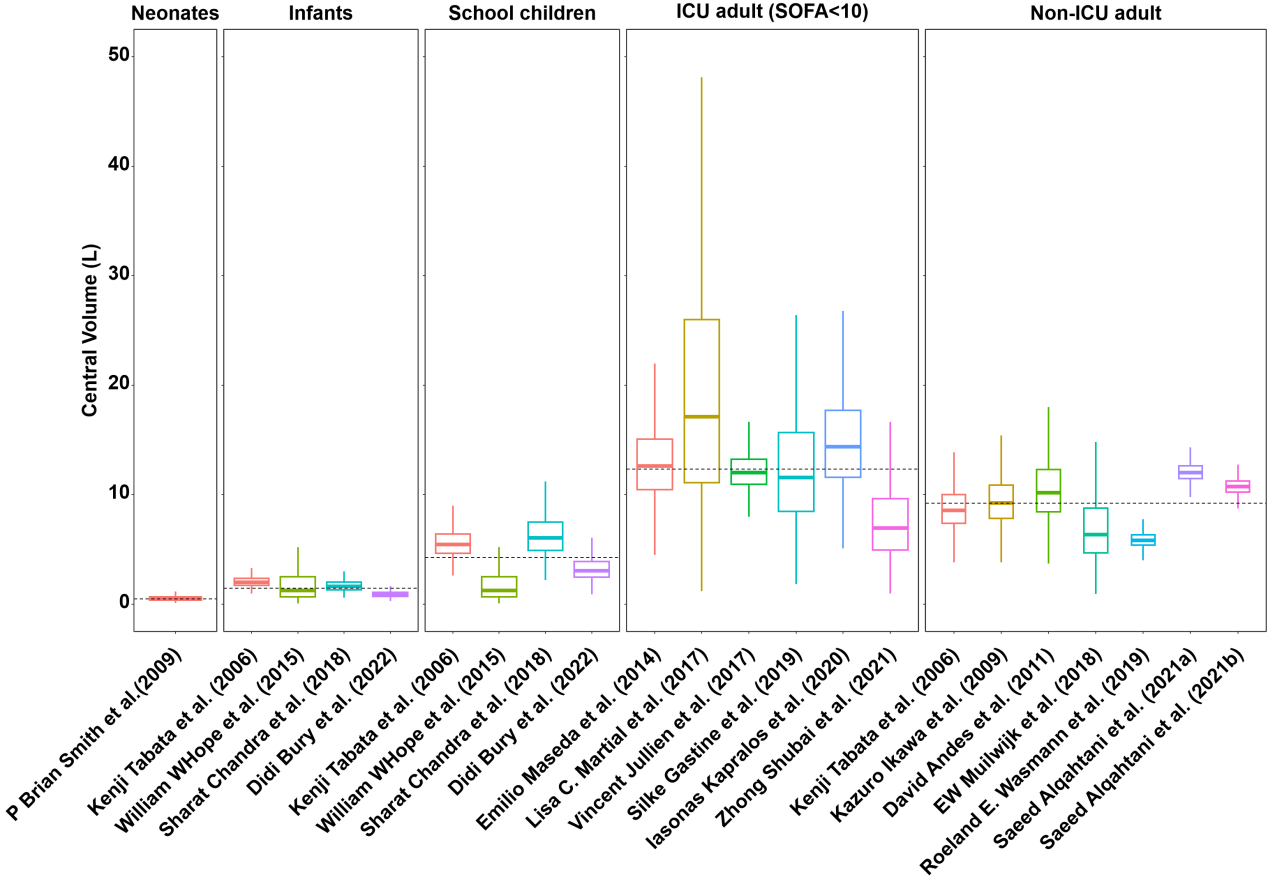 Neonates
Infants
School children
ICU adult (SOFA<10)
Non-ICU adult
Central Volume (L)
50
40
30
20
10
0
P Brian Smith et al.(2009)
Kenji Tabata et al. (2006)
William WHope et al. (2015)
Sharat Chandra et al. (2018)
Didi Bury et al. (2022)
Kenji Tabata et al. (2006)
William WHope et al. (2015)
Sharat Chandra et al. (2018)
Didi Bury et al. (2022)
Emilio Maseda et al. (2014)
Lisa C. Martial et al. (2017)
Vincent Jullien et al. (2017)
Silke Gastine et al. (2019)
Iasonas Kapralos et al. (2020)
Zhong Shubai et al. (2021)
Kenji Tabata et al. (2006)
Kazuro Ikawa et al. (2009)
David Andes et al. (2011)
EW Muilwijk et al. (2018)
Roeland E. Wasmann et al. (2019)
Saeed Alqahtani et al. (2021a)
Saeed Alqahtani et al. (2021b)